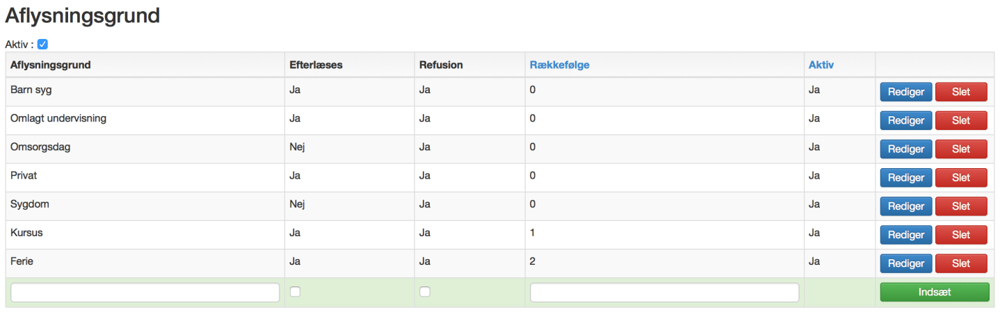 Aflysningsgrund
Aktiv :
Aflysningsgrund Efterlæses Refusion Rækkefølge Aktiv
Barn syg Ja Ja 0 Ja Rediger Slet
Omlagt undervisning Ja Ja 0 Ja Rediger Slet
Omsorgsdag Nej Ja 0 Ja Rediger Slet
Privat Ja Ja 0 Ja Rediger Slet
Sygdom Nej Ja 0 Ja Rediger Slet
Kursus Ja Ja 1 Ja Rediger Slet
Ferie Ja Ja 2 Ja Rediger Slet
Indsæt